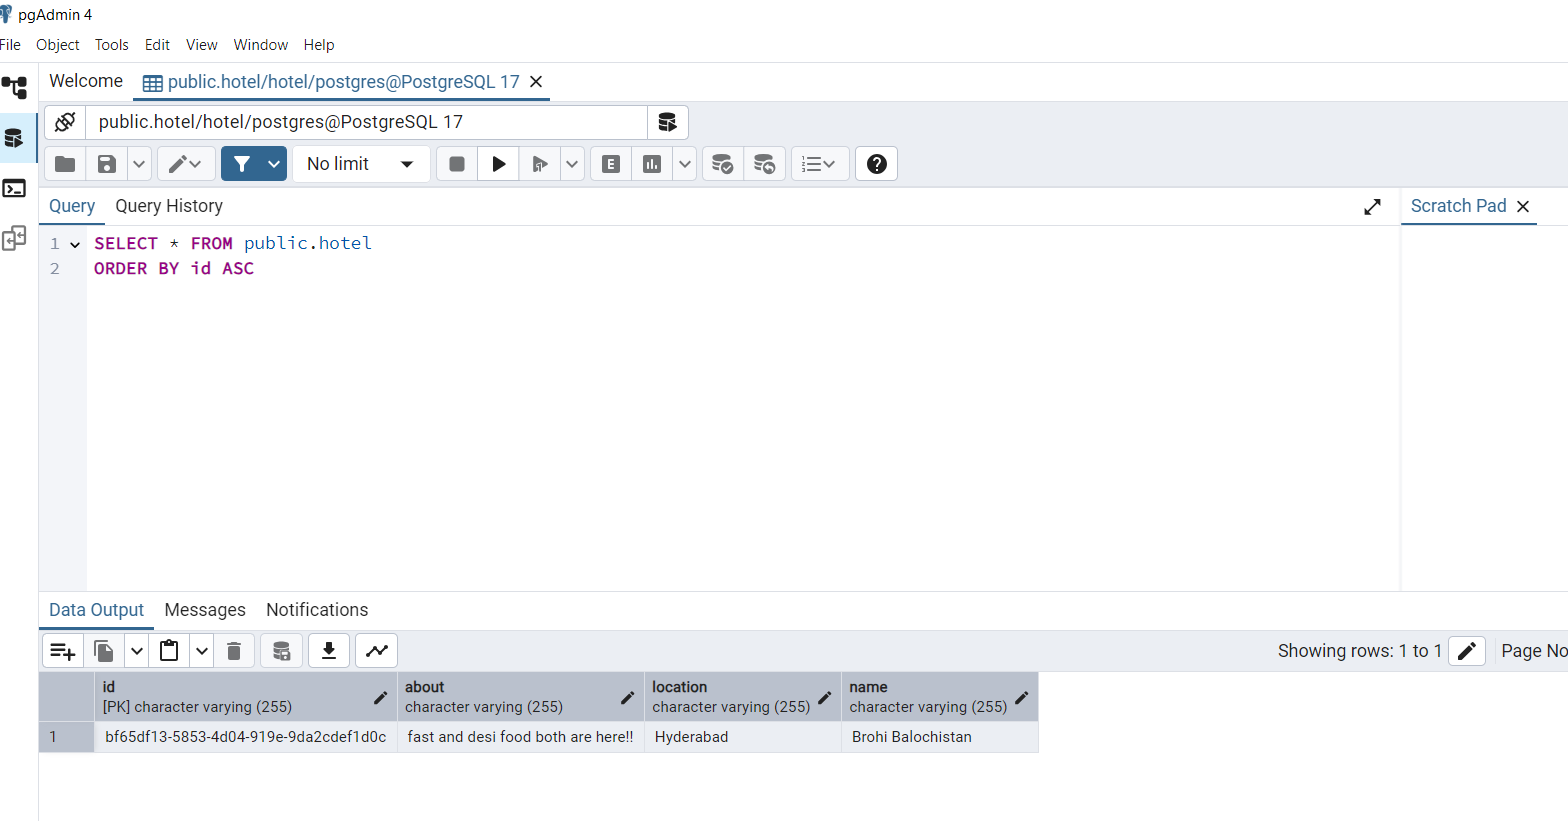 pgAdmin 4
File Object Tools Edit View Window Help
Welcome public.hotel/hotel/postgres@PostgreSQL 17
public.hotel/hotel/postgres@PostgreSQL 17
No limit E
Query Query History Scratch Pad
1 SELECT * FROM public.hotel
2 ORDER BY id ASC
Data Output Messages Notifications
Showing rows: 1 to 1 Page No
id about location name
[PK] character varying (255) character varying (255) character varying (255) character varying (255)
1 bf65df13-5853-4d04-919e-9da2cdef1d0c fast and desi food both are here!! Hyderabad Brohi Balochistan